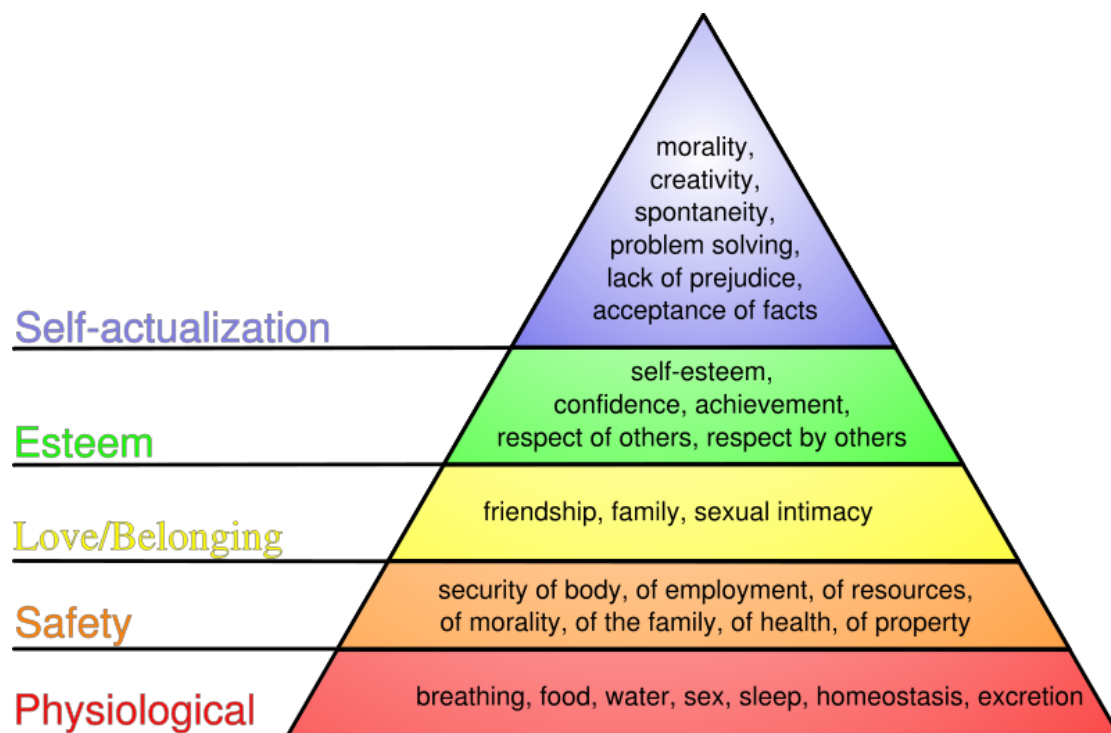 morality,
creativity,
spontaneity,
problem solving,
lack of prejudice,
acceptance of facts
Self-actualization
self-esteem,
confidence, achievement,
respect of others, respect by others
Esteem
friendship, family, sexual intimacy
Love/Belonging
security of body, of employment, of resources,
of morality, of the family, of health, of property
Safety
breathing, food, water, sex, sleep, homeostasis, excretion
Physiological